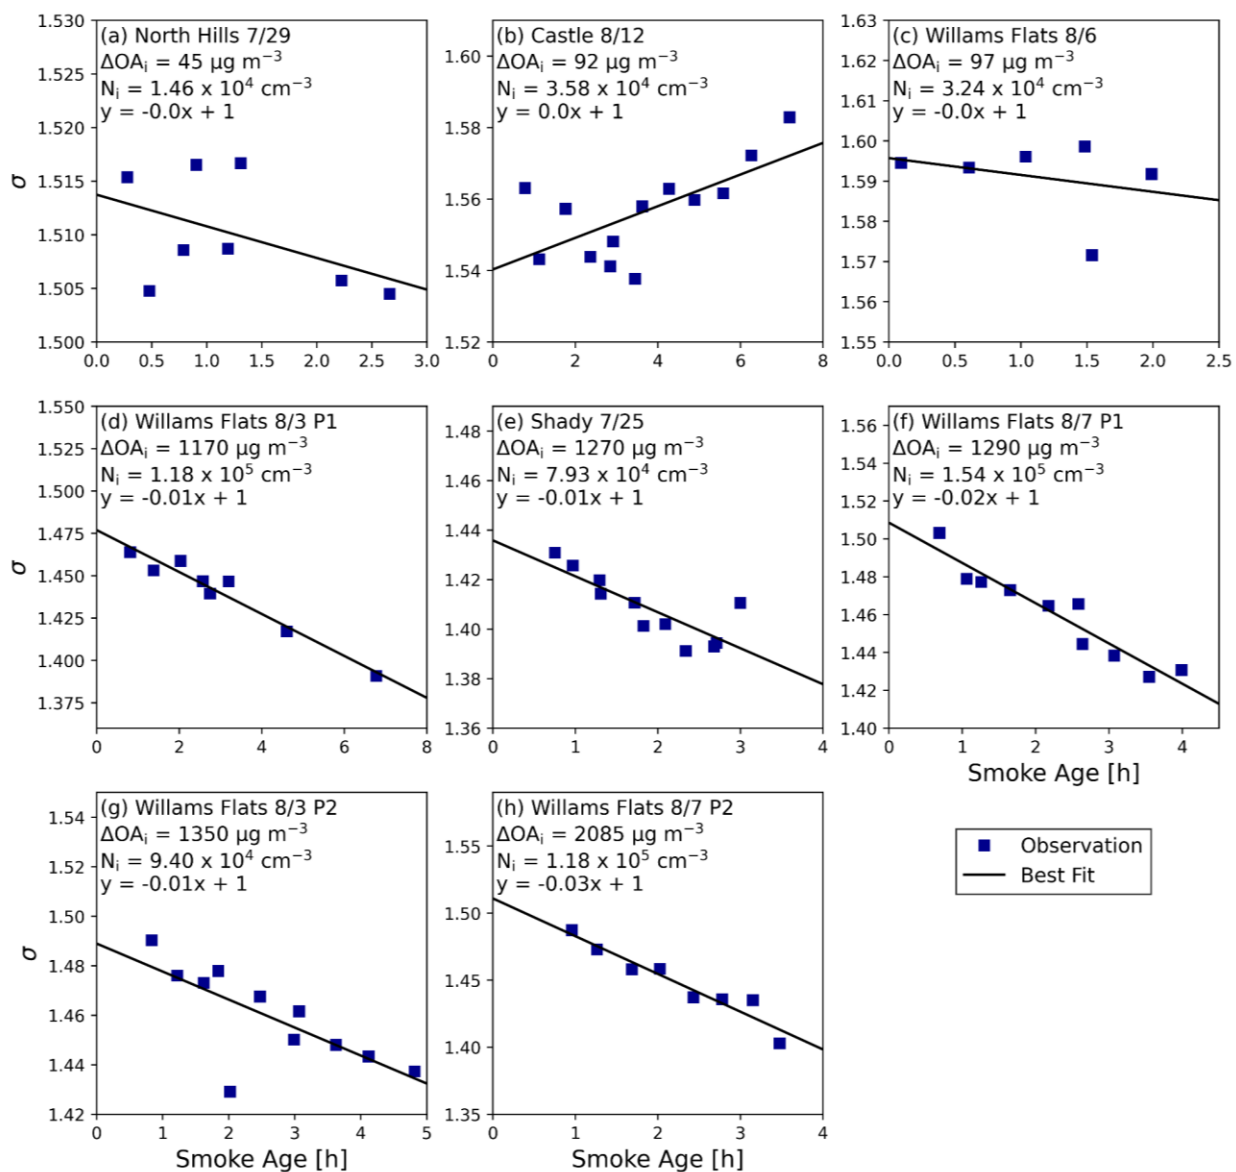 (a) North Hills 7/29
ΔOAᵢ = 45 µg m⁻³
Nᵢ = 1.46 x 10⁴ cm⁻³
y = -0.0x + 1
σ
1.530
1.525
1.520
1.515
1.510
1.505
1.500
0.0 0.5 1.0 1.5 2.0 2.5 3.0
(b) Castle 8/12
ΔOAᵢ = 92 µg m⁻³
Nᵢ = 3.58 x 10⁴ cm⁻³
y = 0.0x + 1
1.60
1.58
1.56
1.54
1.52
0 2 4 6 8
(c) Willams Flats 8/6
ΔOAᵢ = 97 µg m⁻³
Nᵢ = 3.24 x 10⁴ cm⁻³
y = -0.0x + 1
1.63
1.62
1.61
1.60
1.59
1.58
1.57
1.56
1.55
0.0 0.5 1.0 1.5 2.0 2.5
(d) Willams Flats 8/3 P1
ΔOAᵢ = 1170 µg m⁻³
Nᵢ = 1.18 x 10⁵ cm⁻³
y = -0.01x + 1
σ
1.550
1.525
1.500
1.475
1.450
1.425
1.400
1.375
0 2 4 6 8
(e) Shady 7/25
ΔOAᵢ = 1270 µg m⁻³
Nᵢ = 7.93 x 10⁴ cm⁻³
y = -0.01x + 1
1.48
1.46
1.44
1.42
1.40
1.38
1.36
0 1 2 3 4
(f) Willams Flats 8/7 P1
ΔOAᵢ = 1290 µg m⁻³
Nᵢ = 1.54 x 10⁵ cm⁻³
y = -0.02x + 1
1.56
1.54
1.52
1.50
1.48
1.46
1.44
1.42
1.40
0 1 2 3 4
Smoke Age [h]
(g) Willams Flats 8/3 P2
ΔOAᵢ = 1350 µg m⁻³
Nᵢ = 9.40 x 10⁴ cm⁻³
y = -0.01x + 1
σ
1.54
1.52
1.50
1.48
1.46
1.44
1.42
0 1 2 3 4 5
Smoke Age [h]
(h) Willams Flats 8/7 P2
ΔOAᵢ = 2085 µg m⁻³
Nᵢ = 1.18 x 10⁵ cm⁻³
y = -0.03x + 1
1.55
1.50
1.45
1.40
1.35
0 1 2 3 4
Smoke Age [h]
Observation
Best Fit